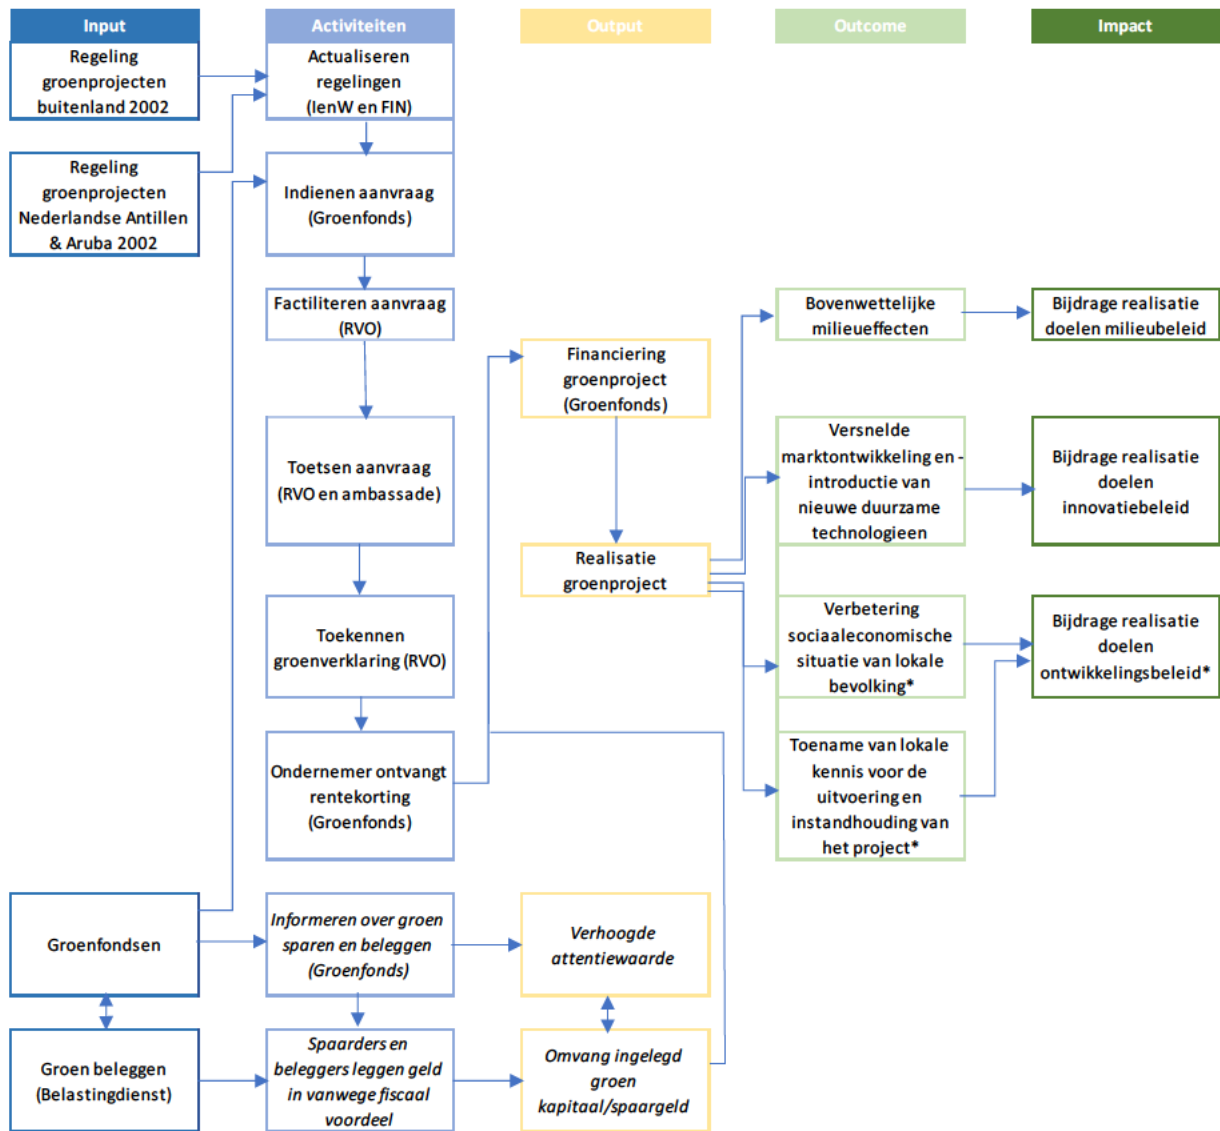 Input
Activiteiten
Output
Outcome
Impact
Regeling
groenprojecten
buitenland 2002
Actualiseren
regelingen
(IenW en FIN)
Regeling
groenprojecten
Nederlandse Antillen
& Aruba 2002
Indienen aanvraag
(Groenfonds)
Factiliteren aanvraag
(RVO)
Bovenwettelijke
milieueffecten
Bijdrage realisatie
doelen milieubeleid
Financiering
groenproject
(Groenfonds)
Toetsen aanvraag
(RVO en ambassade)
Versnelde
marktontwikkeling en -
introductie van
nieuwe duurzame
technologieen
Bijdrage realisatie
doelen
innovatiebeleid
Realisatie
groenproject
Toekennen
groenverklaring (RVO)
Verbetering
sociaaleconomische
situatie van lokale
bevolking*
Bijdrage realisatie
doelen
ontwikkelingsbeleid*
Ondernemer ontvangt
rentekorting
(Groenfonds)
Toename van lokale
kennis voor de
uitvoering en
instandhouding van
het project*
Groenfondsen
Informeren over groen
sparen en beleggen
(Groenfonds)
Verhoogde
attentiewaarde
Groen beleggen
(Belastingdienst)
Spaarders en
beleggers leggen geld
in vanwege fiscaal
voordeel
Omvang ingelegd
groen
kapitaal/spaargeld